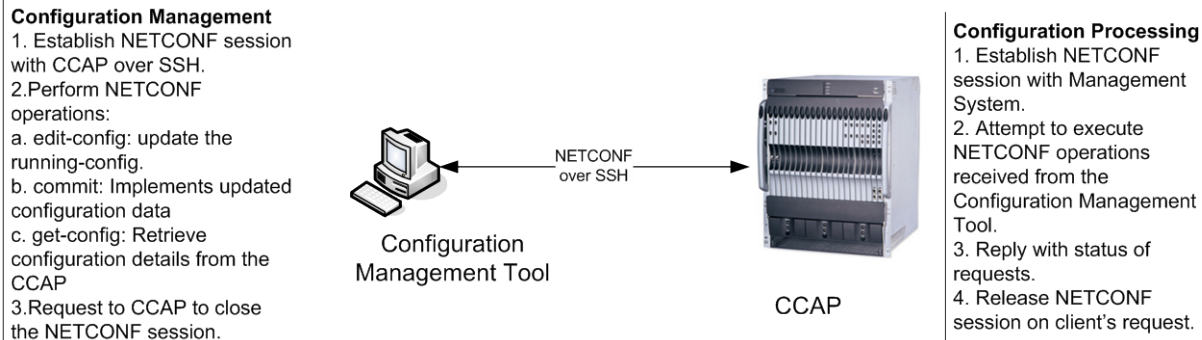 Configuration Management
1. Establish NETCONF session
with CCAP over SSH.
2.Perform NETCONF
operations:
a. edit-config: update the
running-config.
b. commit: Implements updated
configuration data
c. get-config: Retrieve
configuration details from the
CCAP
3.Request to CCAP to close
the NETCONF session.
NETCONF
over SSH
Configuration
Management Tool
CCAP
Configuration Processing
1. Establish NETCONF
session with Management
System.
2. Attempt to execute
NETCONF operations
received from the
Configuration Management
Tool.
3. Reply with status of
requests.
4. Release NETCONF
session on client's request.